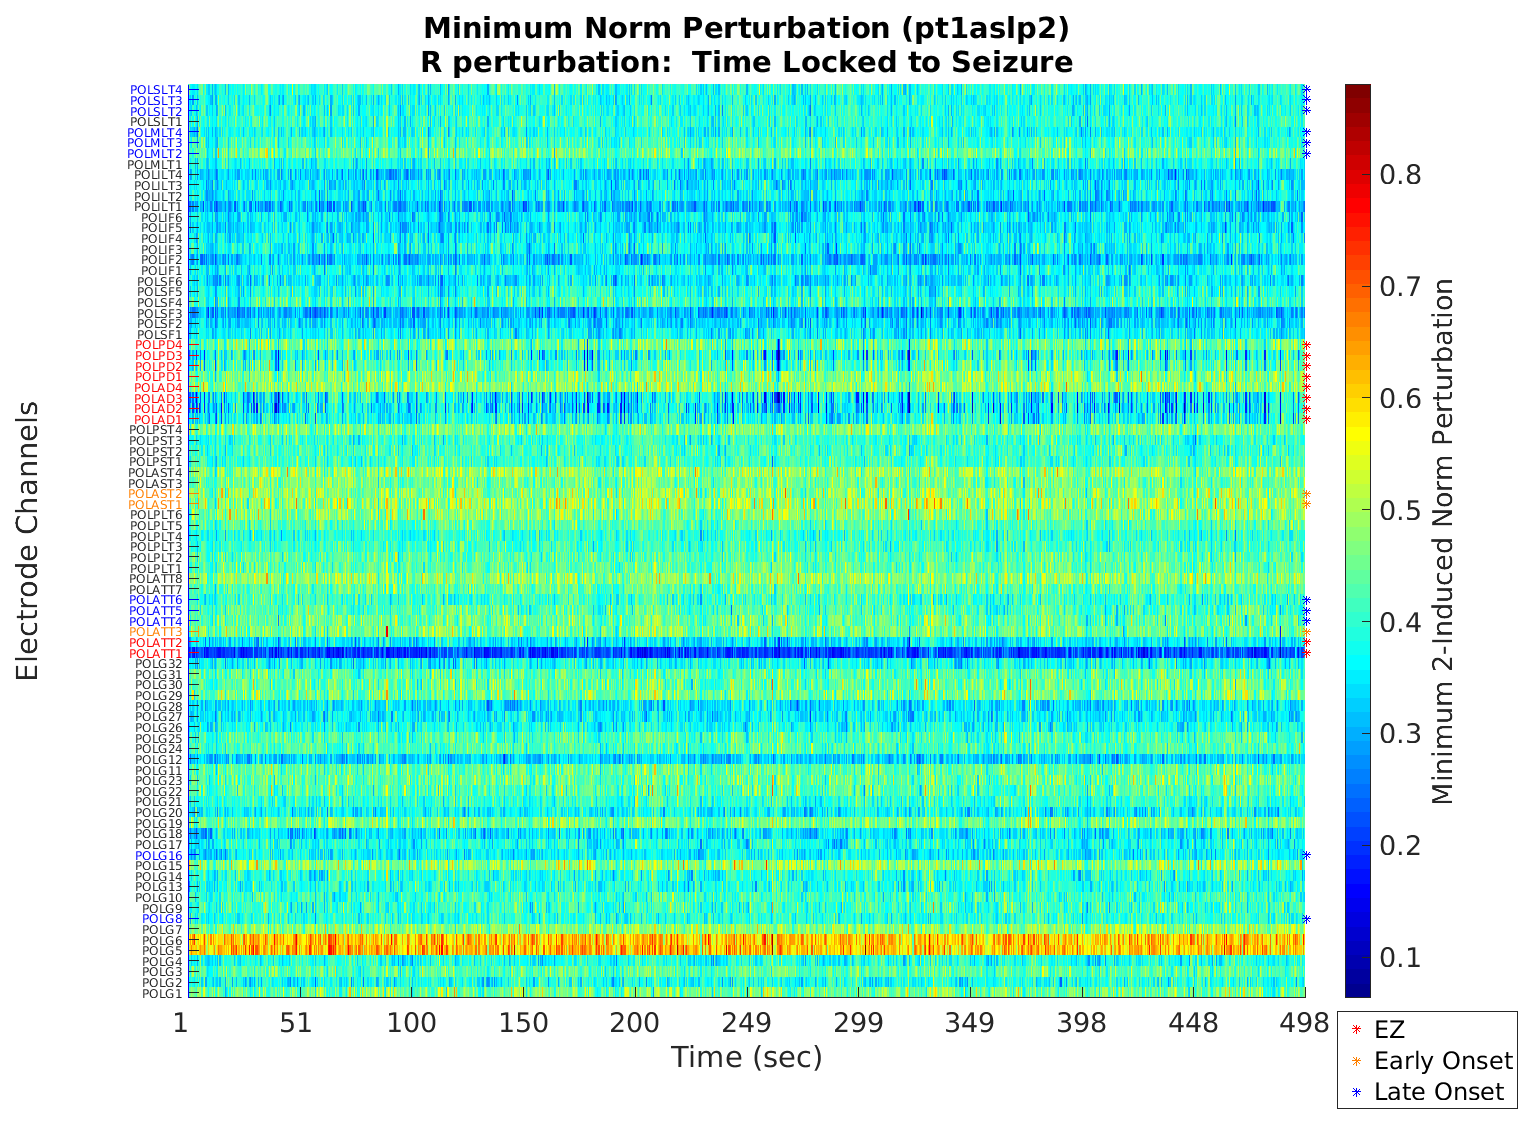 Minimum Norm Perturbation (pt1aslp2)
R perturbation:  Time Locked to Seizure
Electrode Channels
POLSLT4
POLSLT3
POLSLT2
POLSLT1
POLMLT4
POLMLT3
POLMLT2
POLMLT1
POLILT4
POLILT3
POLILT2
POLILT1
POLIF6
POLIF5
POLIF4
POLIF3
POLIF2
POLIF1
POLSF6
POLSF5
POLSF4
POLSF3
POLSF2
POLSF1
POLPD4
POLPD3
POLPD2
POLPD1
POLAD4
POLAD3
POLAD2
POLAD1
POLPST4
POLPST3
POLPST2
POLPST1
POLAST4
POLAST3
POLAST2
POLAST1
POLPLT6
POLPLT5
POLPLT4
POLPLT3
POLPLT2
POLPLT1
POLATT8
POLATT7
POLATT6
POLATT5
POLATT4
POLATT3
POLATT2
POLATT1
POLG32
POLG31
POLG30
POLG29
POLG28
POLG27
POLG26
POLG25
POLG24
POLG12
POLG11
POLG23
POLG22
POLG21
POLG20
POLG19
POLG18
POLG17
POLG16
POLG15
POLG14
POLG13
POLG10
POLG9
POLG8
POLG7
POLG6
POLG5
POLG4
POLG3
POLG2
POLG1
1 51 100 150 200 249 299 349 398 448 498
Time (sec)
0.8
0.7
0.6
0.5
0.4
0.3
0.2
0.1
Minimum 2-Induced Norm Perturbation
EZ
Early Onset
Late Onset